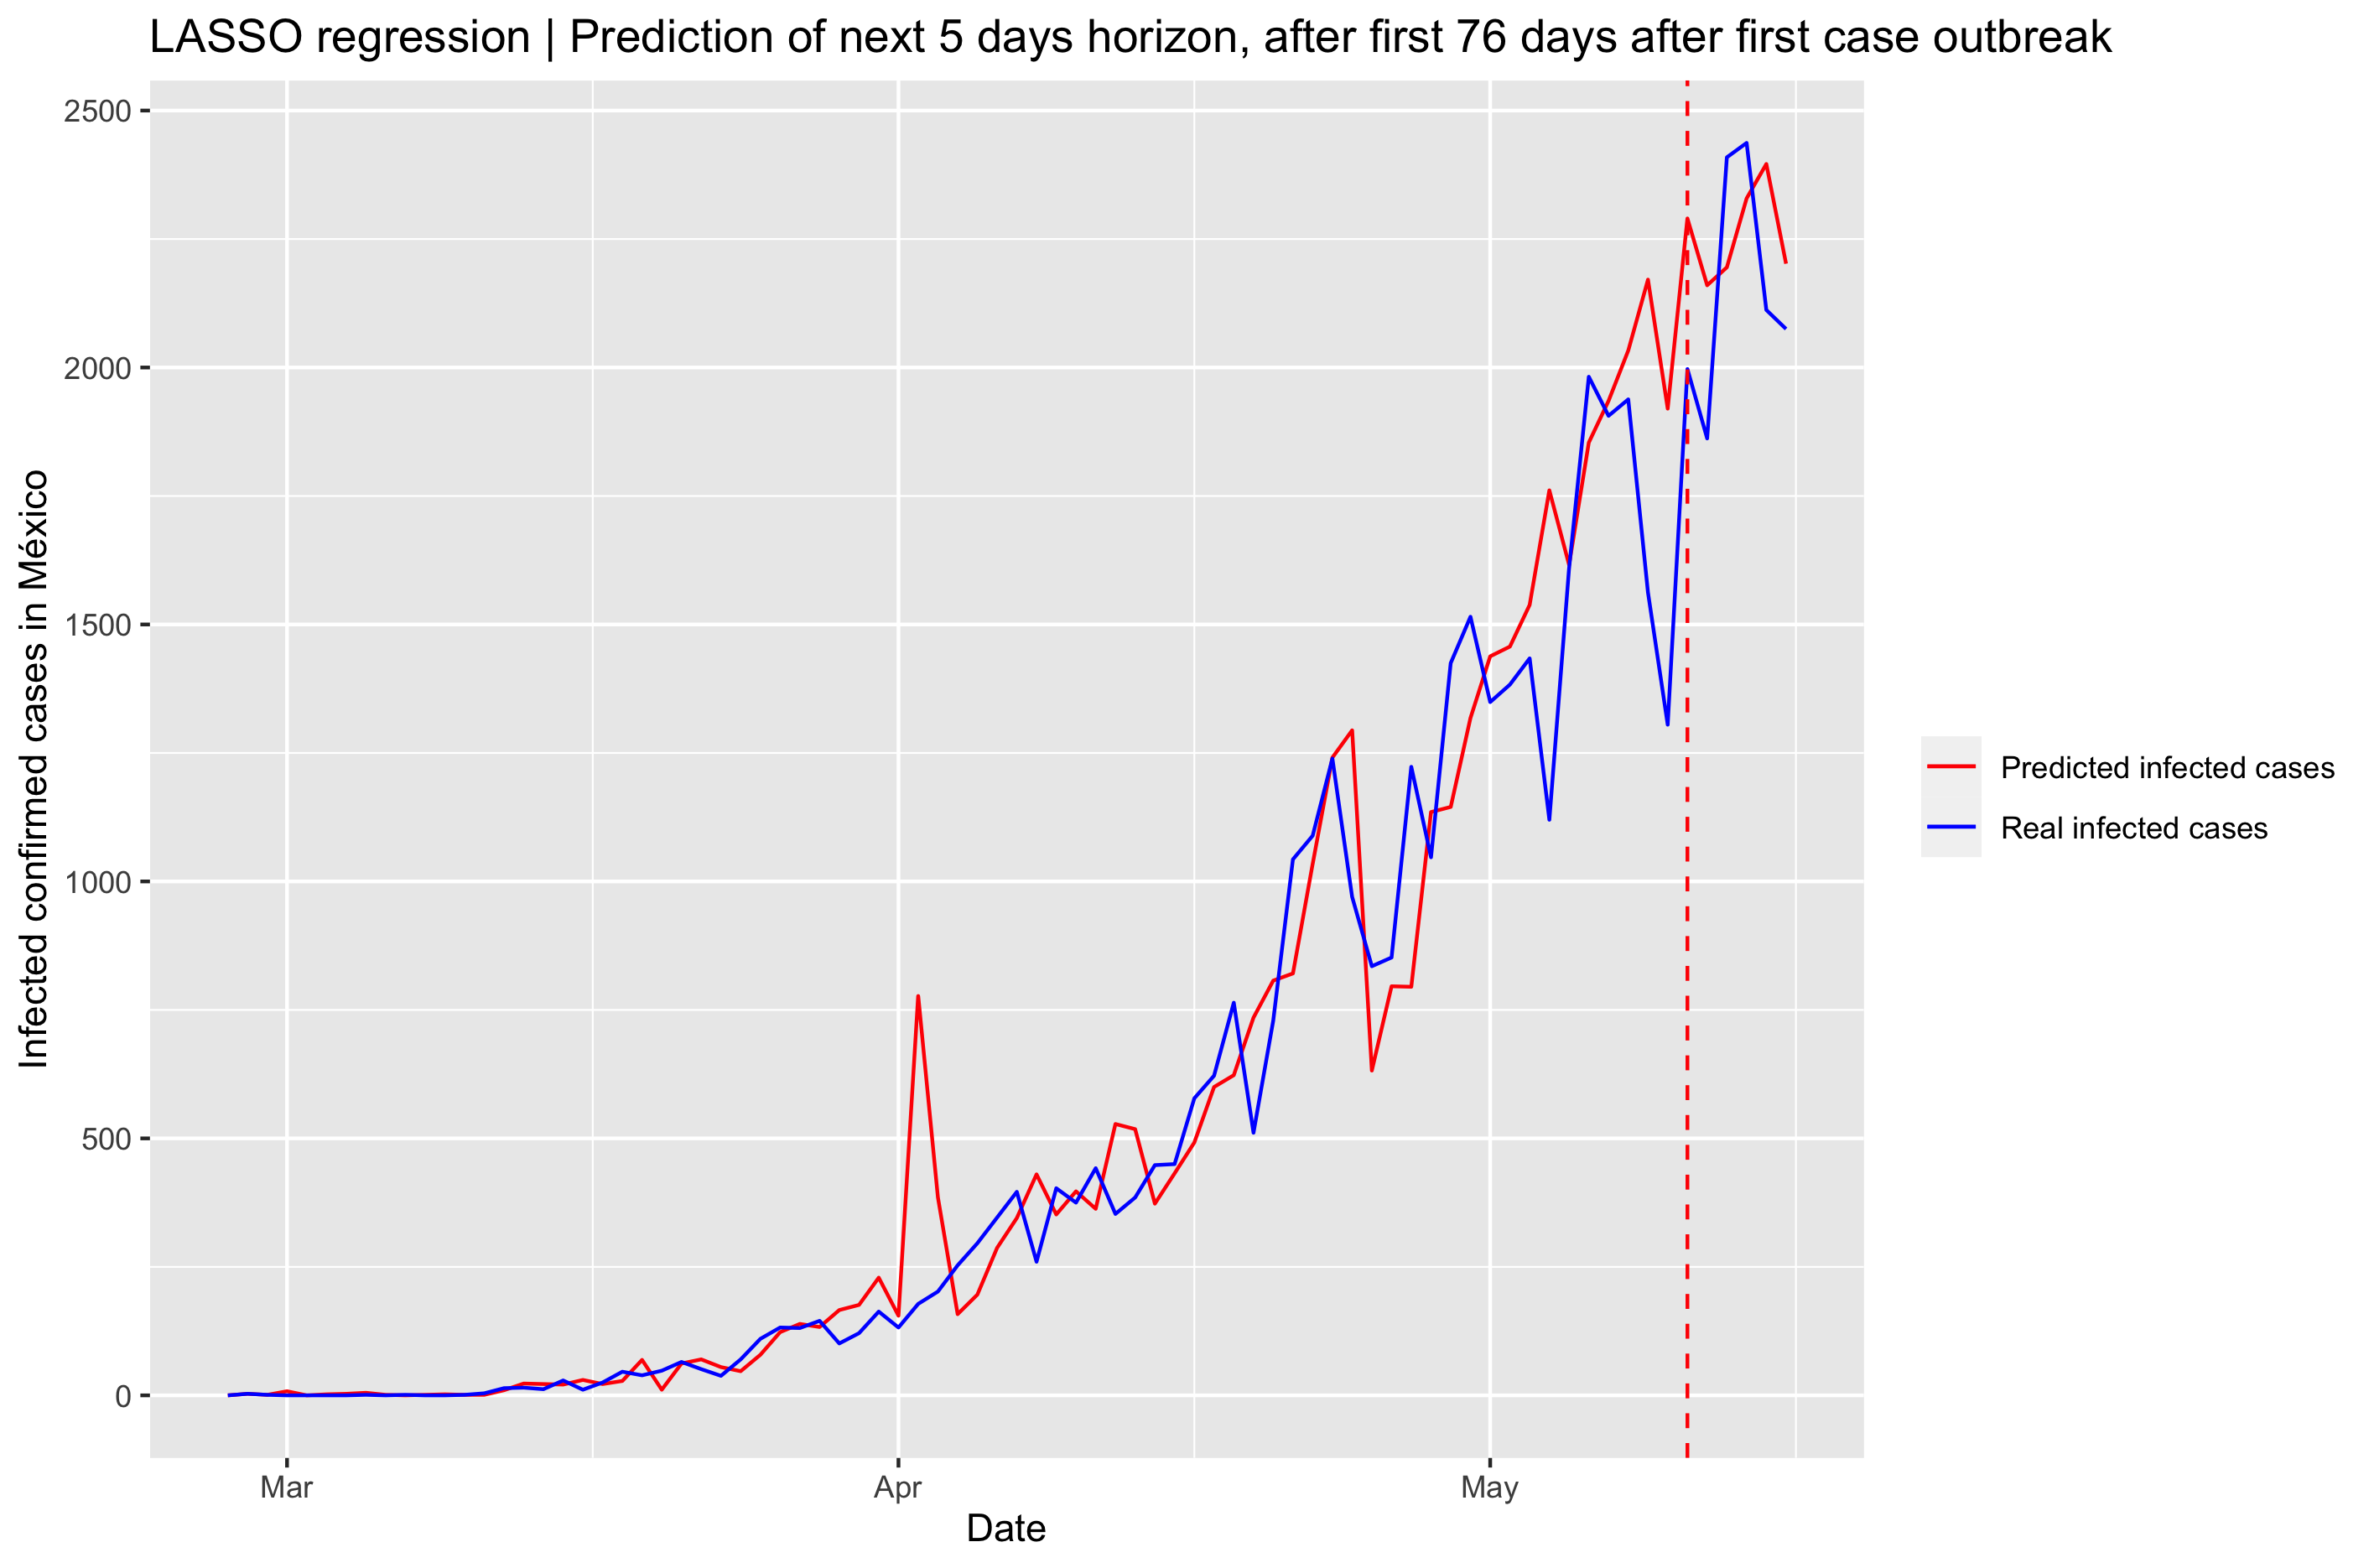 LASSO regression | Prediction of next 5 days horizon, after first 76 days after first case outbreak
Infected confirmed cases in México
2500
2000
1500
1000
500
0
Mar
Apr
May
Date
Predicted infected cases
Real infected cases